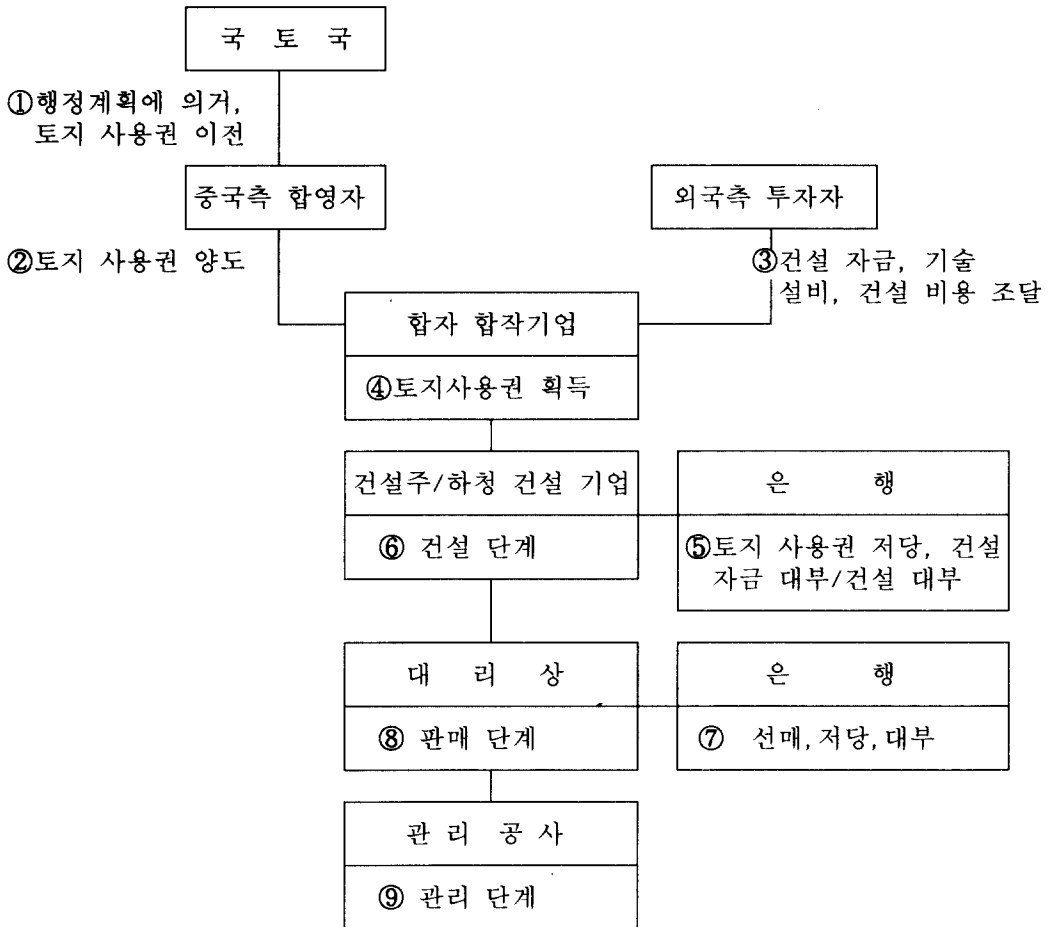 국 토 국
①행정계획에 의거,
토지 사용권 이전
중국측 합영자
외국측 투자자
②토지 사용권 양도
③건설 자금, 기술
설비, 건설 비용 조달
합자 합작기업
④토지사용권 획득
건설주/하청 건설 기업
은 행
⑥ 건설 단계
⑤토지 사용권 저당, 건설
자금 대부/건설 대부
대 리 상
은 행
⑧ 판매 단계
⑦ 선매,저당,대부
관 리 공 사
⑨ 관리 단계